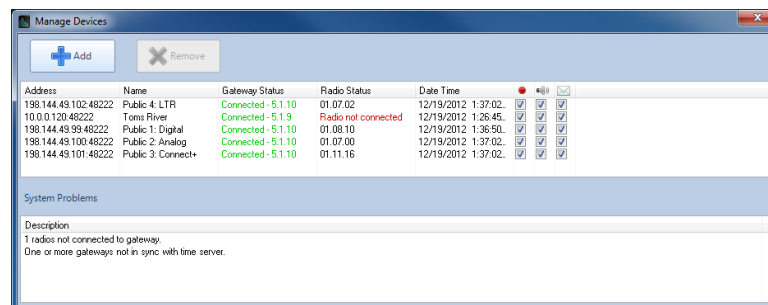 Manage Devices
Add Remove
Address Name Gateway Status Radio Status Date Time
198.144.49.102:48222 Public 4: LTR Connected - 5.1.10 01.07.02 12/19/2012 1:37:02..
10.0.0.120:48222 Toms River Connected - 5.1.9 Radio not connected 12/19/2012 1:26:45..
198.144.49.99:48222 Public 1: Digital Connected - 5.1.10 01.08.10 12/19/2012 1:36:50..
198.144.49.100:48222 Public 2: Analog Connected - 5.1.10 01.07.00 12/19/2012 1:37:02..
198.144.49.101:48222 Public 3: Connect+ Connected - 5.1.10 01.11.16 12/19/2012 1:37:02..
System Problems
Description
1 radios not connected to gateway.
One or more gateways not in sync with time server.